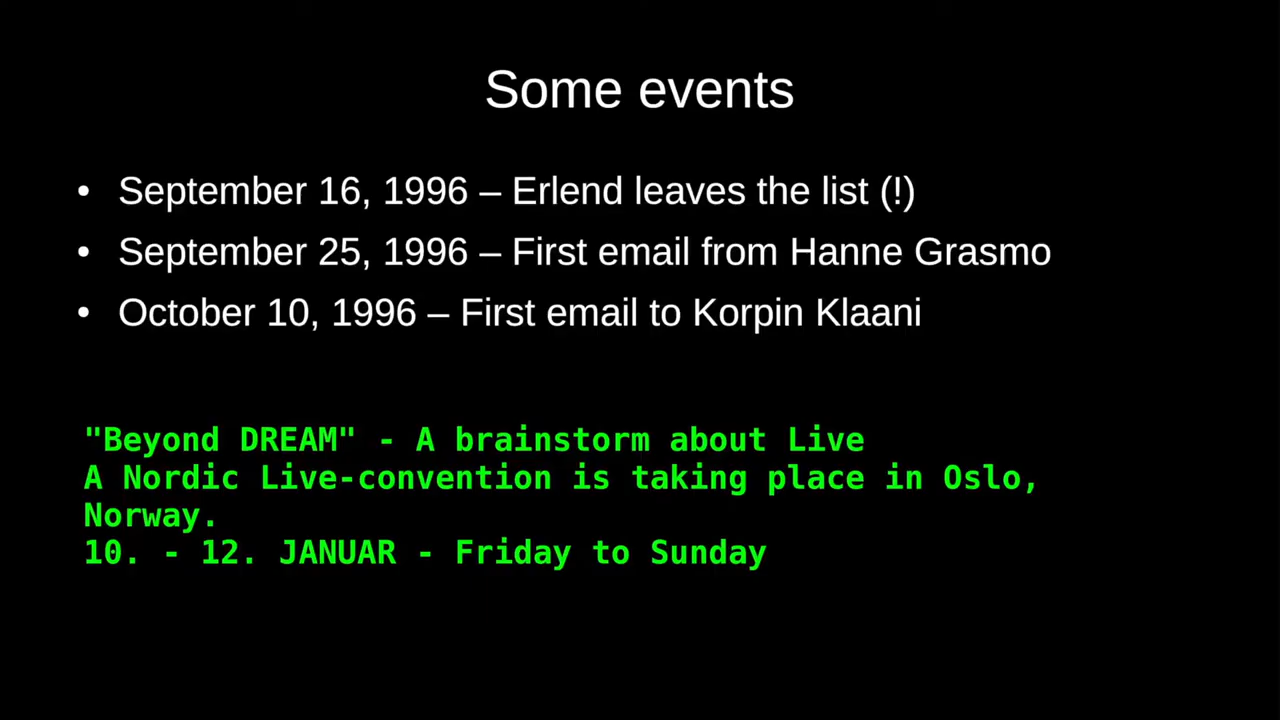 Some events
• September 16, 1996 – Erlend leaves the list (!)
• September 25, 1996 – First email from Hanne Grasmo
• October 10, 1996 – First email to Korpin Klaani
"Beyond DREAM" - A brainstorm about Live
A Nordic Live-convention is taking place in Oslo,
Norway.
10. - 12. JANUAR - Friday to Sunday